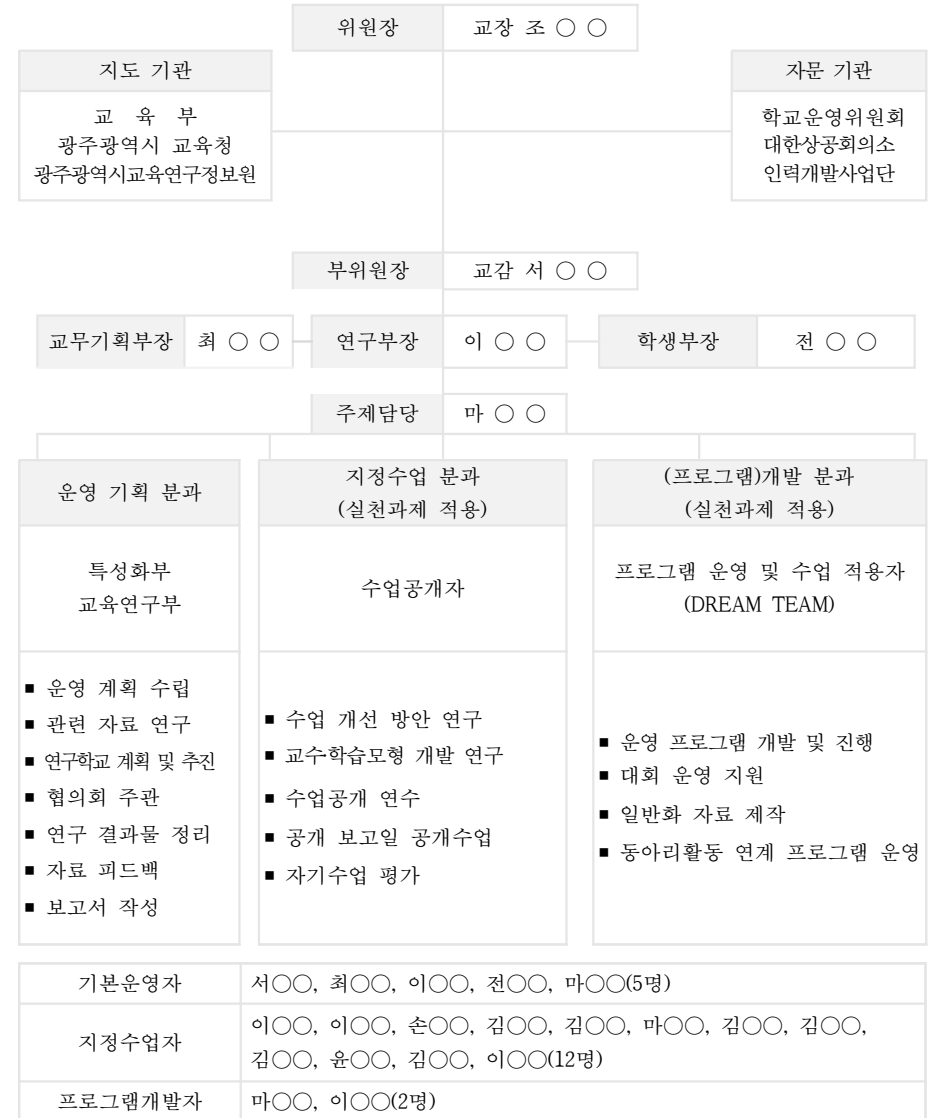 위원장 교장 조 ○ ○
지도 기관
교 육 부
광주광역시 교육청
광주광역시교육연구정보원
자문 기관
학교운영위원회
대한상공회의소
인력개발사업단
부위원장 교감 서 ○ ○
교무기획부장 최 ○ ○ 연구부장 이 ○ ○ 학생부장 전 ○ ○
주제담당 마 ○ ○
운영 기획 분과
특성화부
교육연구부
■ 운영 계획 수립
■ 관련 자료 연구
■ 연구학교 계획 및 추진
■ 협의회 주관
■ 연구 결과물 정리
■ 자료 피드백
■ 보고서 작성
지정수업 분과
(실천과제 적용)
수업공개자
■ 수업 개선 방안 연구
■ 교수학습모형 개발 연구
■ 수업공개 연수
■ 공개 보고일 공개수업
■ 자기수업 평가
(프로그램)개발 분과
(실천과제 적용)
프로그램 운영 및 수업 적용자
(DREAM TEAM)
■ 운영 프로그램 개발 및 진행
■ 대회 운영 지원
■ 일반화 자료 제작
■ 동아리활동 연계 프로그램 운영
기본운영자 서○○, 최○○, 이○○, 전○○, 마○○(5명)
지정수업자 이○○, 이○○, 손○○, 김○○, 김○○, 마○○, 김○○, 김○○,
김○○, 윤○○, 김○○, 이○○(12명)
프로그램개발자 마○○, 이○○(2명)